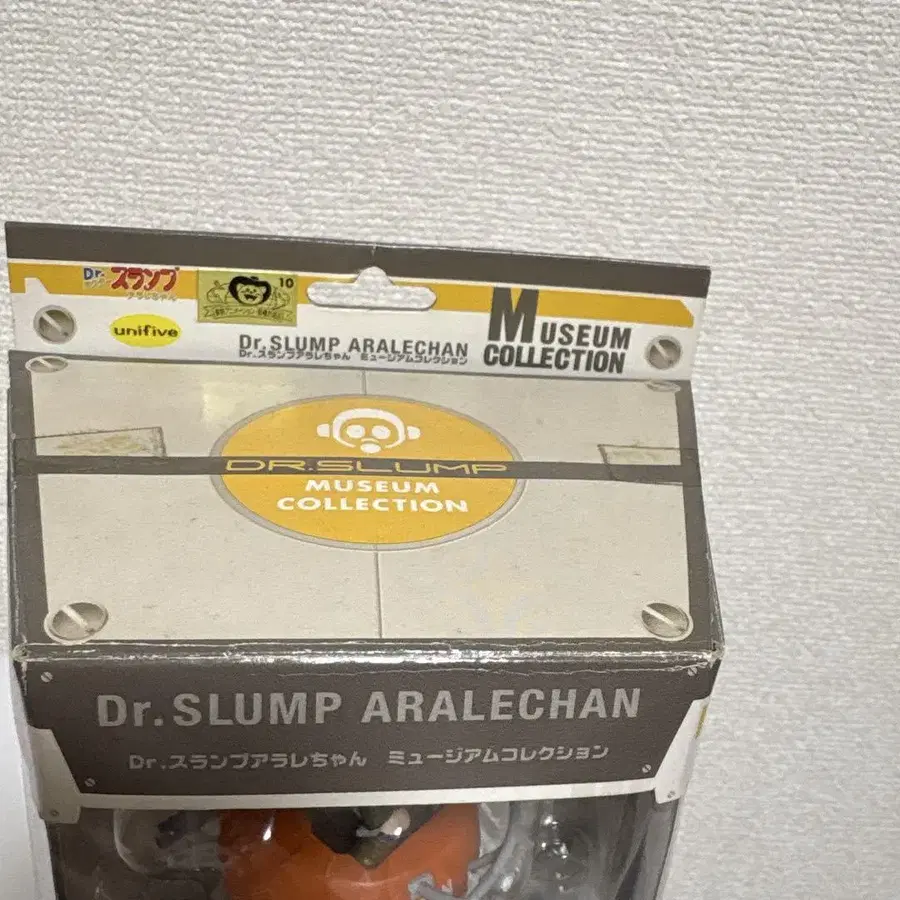 Dr.スランプ
アラレちゃん
10
unifive
Dr.SLUMP ARALECHAN
Dr.スランプアラレちゃん ミュージアムコレクション
MUSEUM
COLLECTION
DR.SLUMP
MUSEUM
COLLECTION
Dr.SLUMP ARALECHAN
Dr.スランプアラレちゃん ミュージアムコレクション